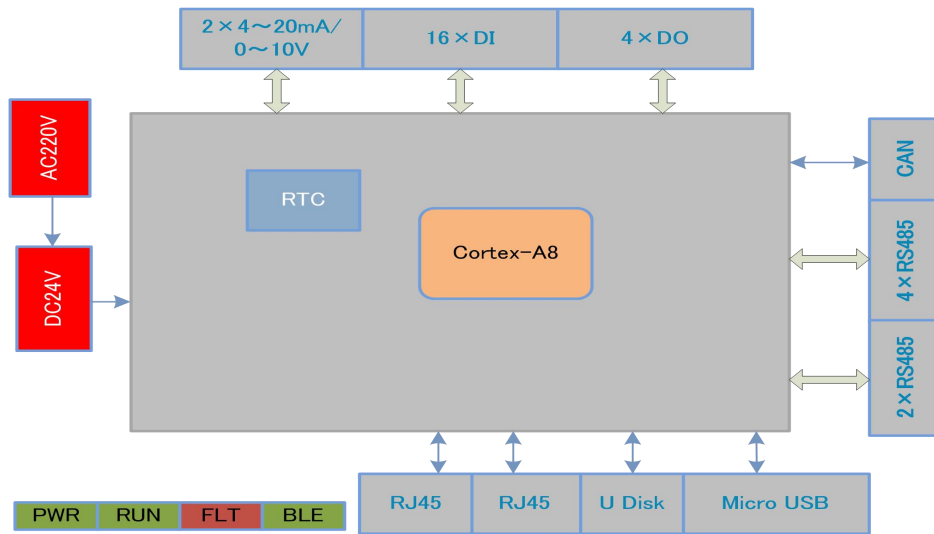 2×4～20mA/
0～10V
16×DI
4×DO
AC220V
DC24V
RTC
Cortex-A8
CAN
4×RS485
2×RS485
RJ45
RJ45
U Disk
Micro USB
PWR
RUN
FLT
BLE